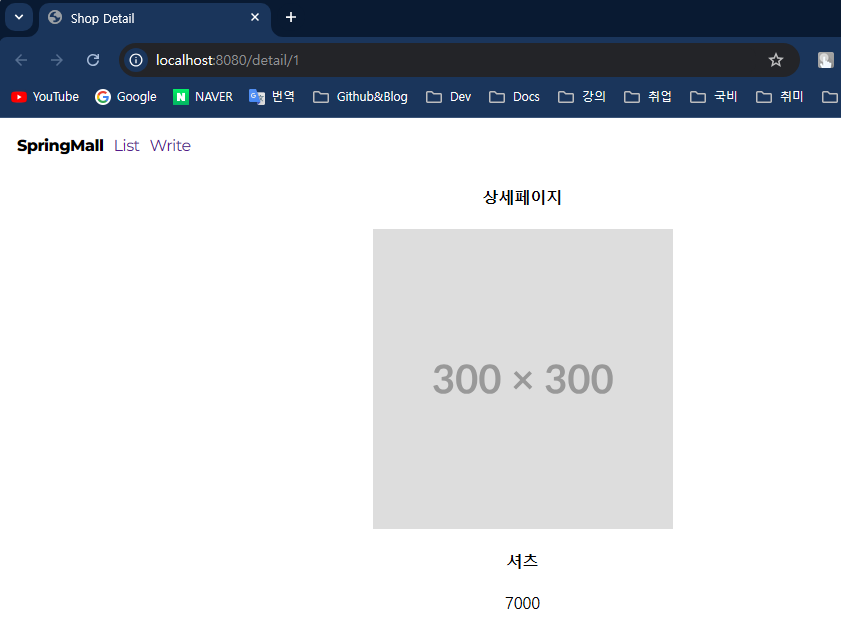 Shop Detail
localhost:8080/detail/1
YouTube Google NAVER 번역 Github&Blog Dev Docs 강의 취업 국비 취미
SpringMall List Write
상세페이지
300 × 300
셔츠
7000